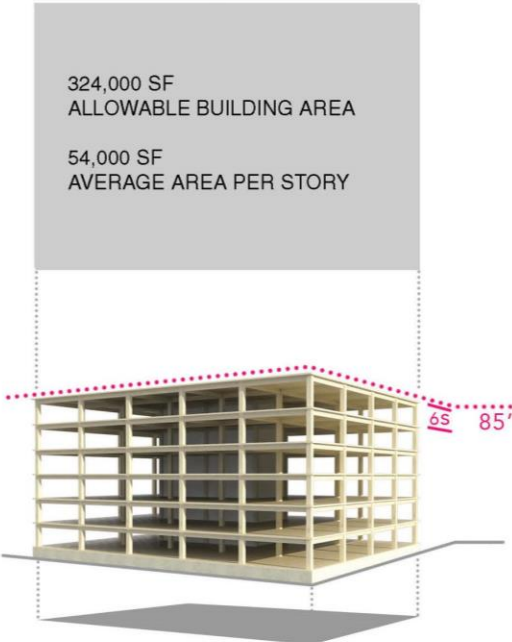 324,000 SF
ALLOWABLE BUILDING AREA
54,000 SF
AVERAGE AREA PER STORY
6S
85'